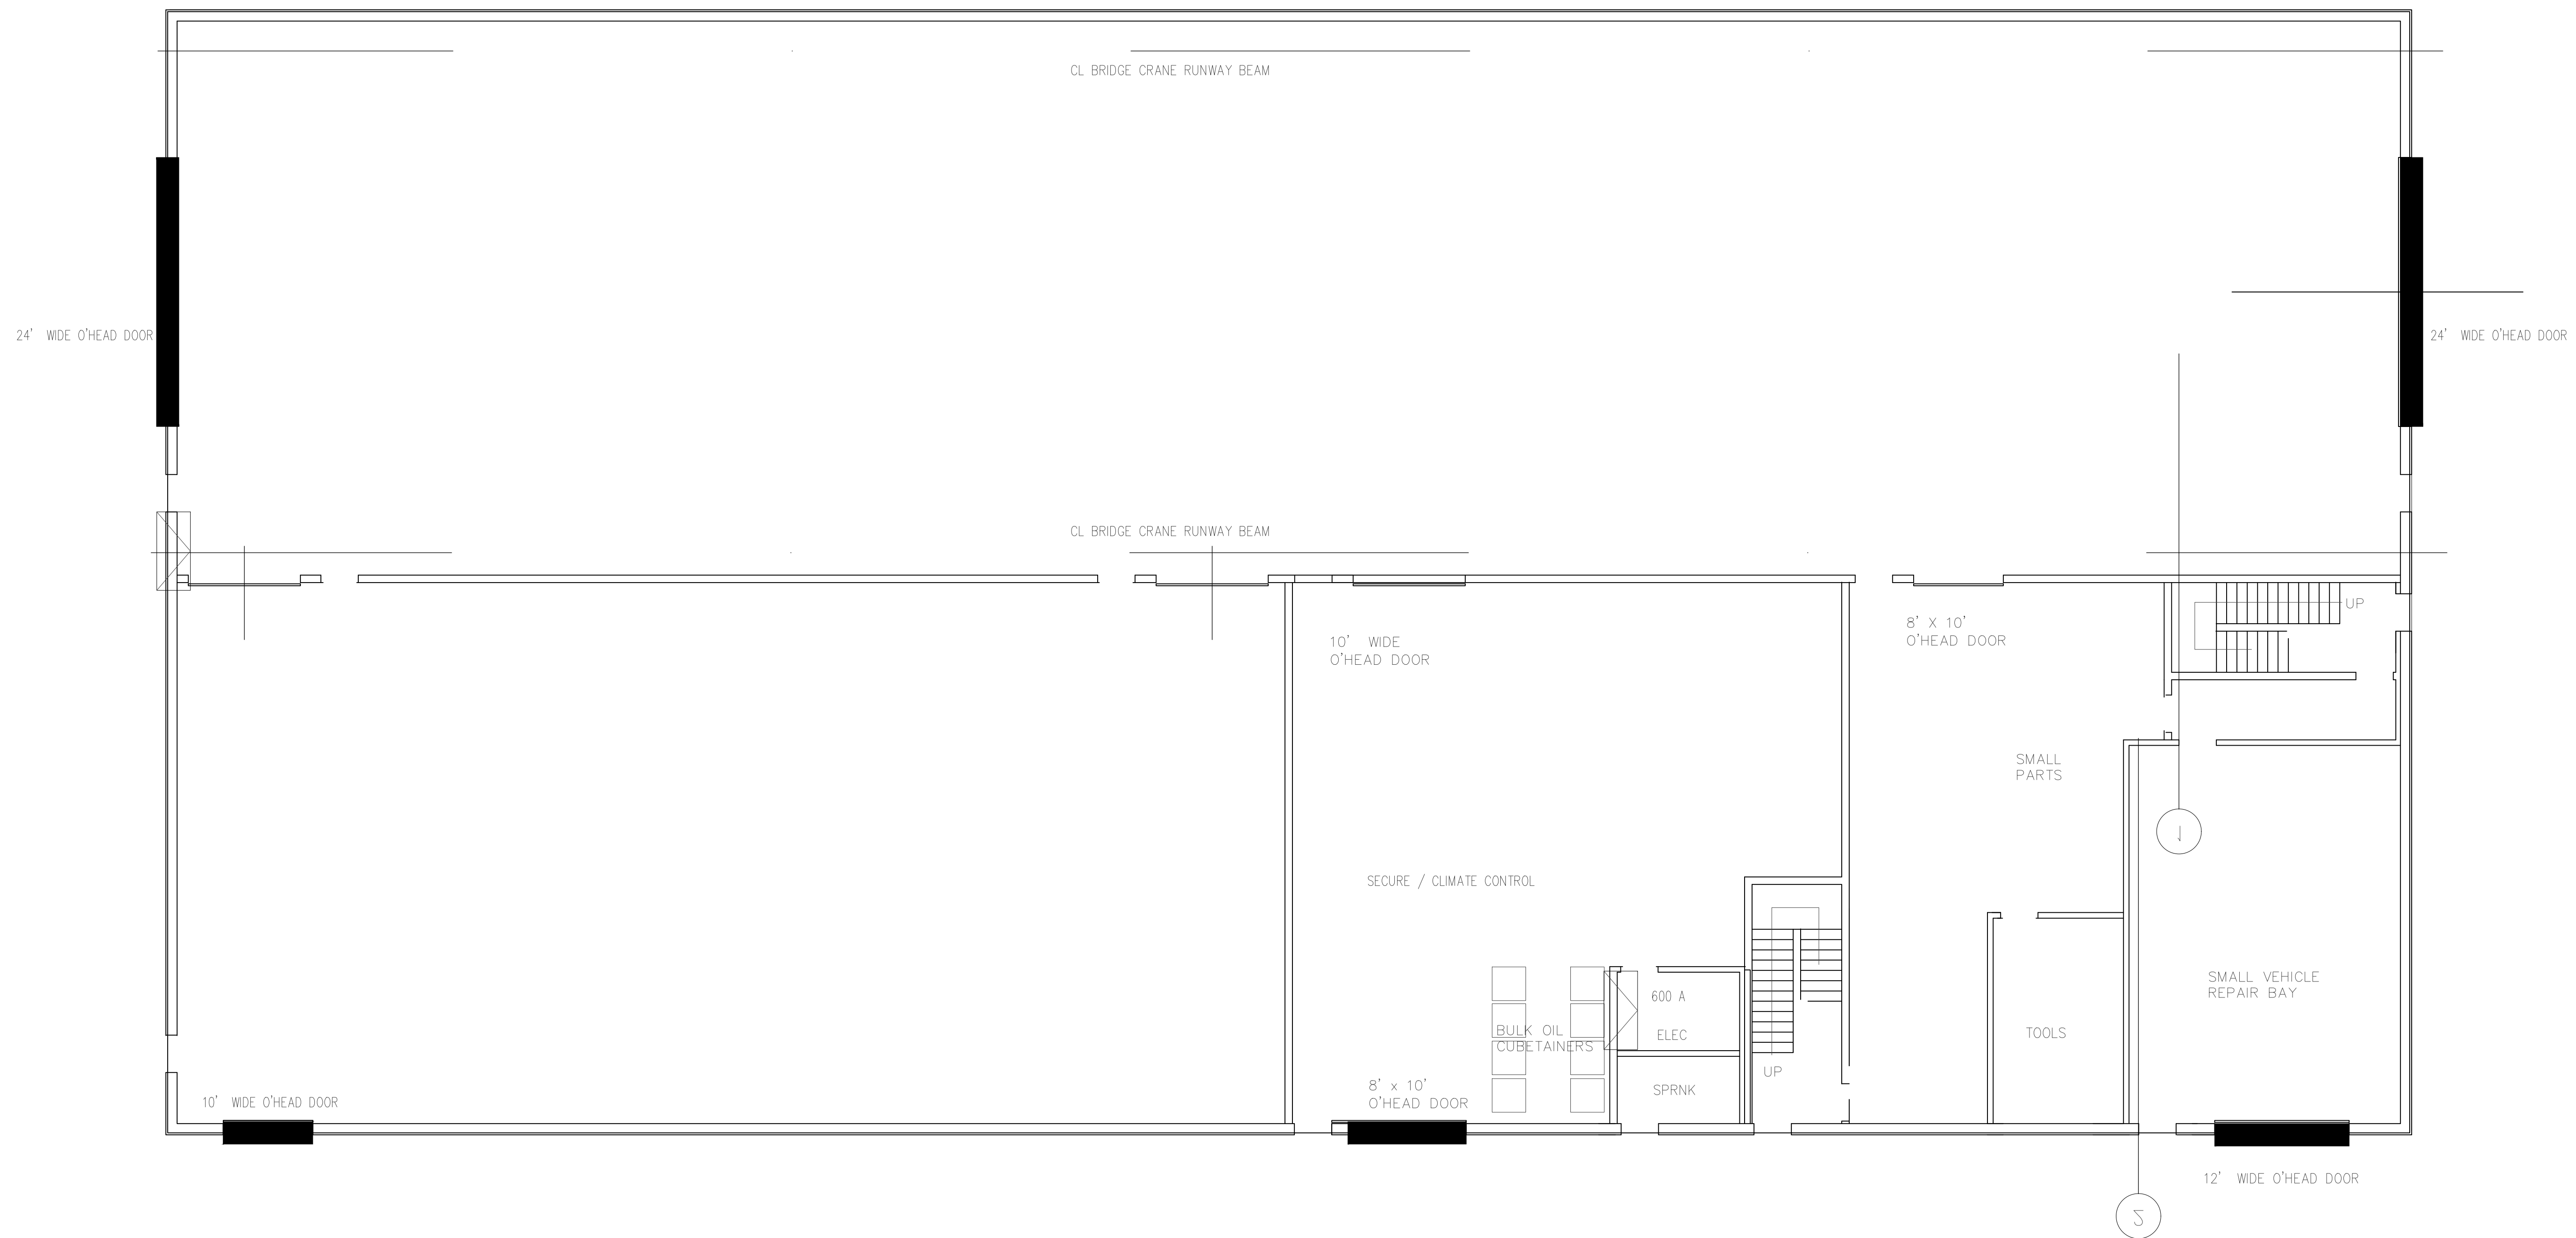 CL BRIDGE CRANE RUNWAY BEAM
24' WIDE O'HEAD DOOR
24' WIDE O'HEAD DOOR
CL BRIDGE CRANE RUNWAY BEAM
UP
8' X 10'
O'HEAD DOOR
10' WIDE
O'HEAD DOOR
SMALL
PARTS
1
SECURE / CLIMATE CONTROL
SMALL VEHICLE
REPAIR BAY
600 A
ELEC
BULK OIL
CUBETAINERS
TOOLS
UP
8' x 10'
O'HEAD DOOR
SPRNK
10' WIDE O'HEAD DOOR
12' WIDE O'HEAD DOOR
2